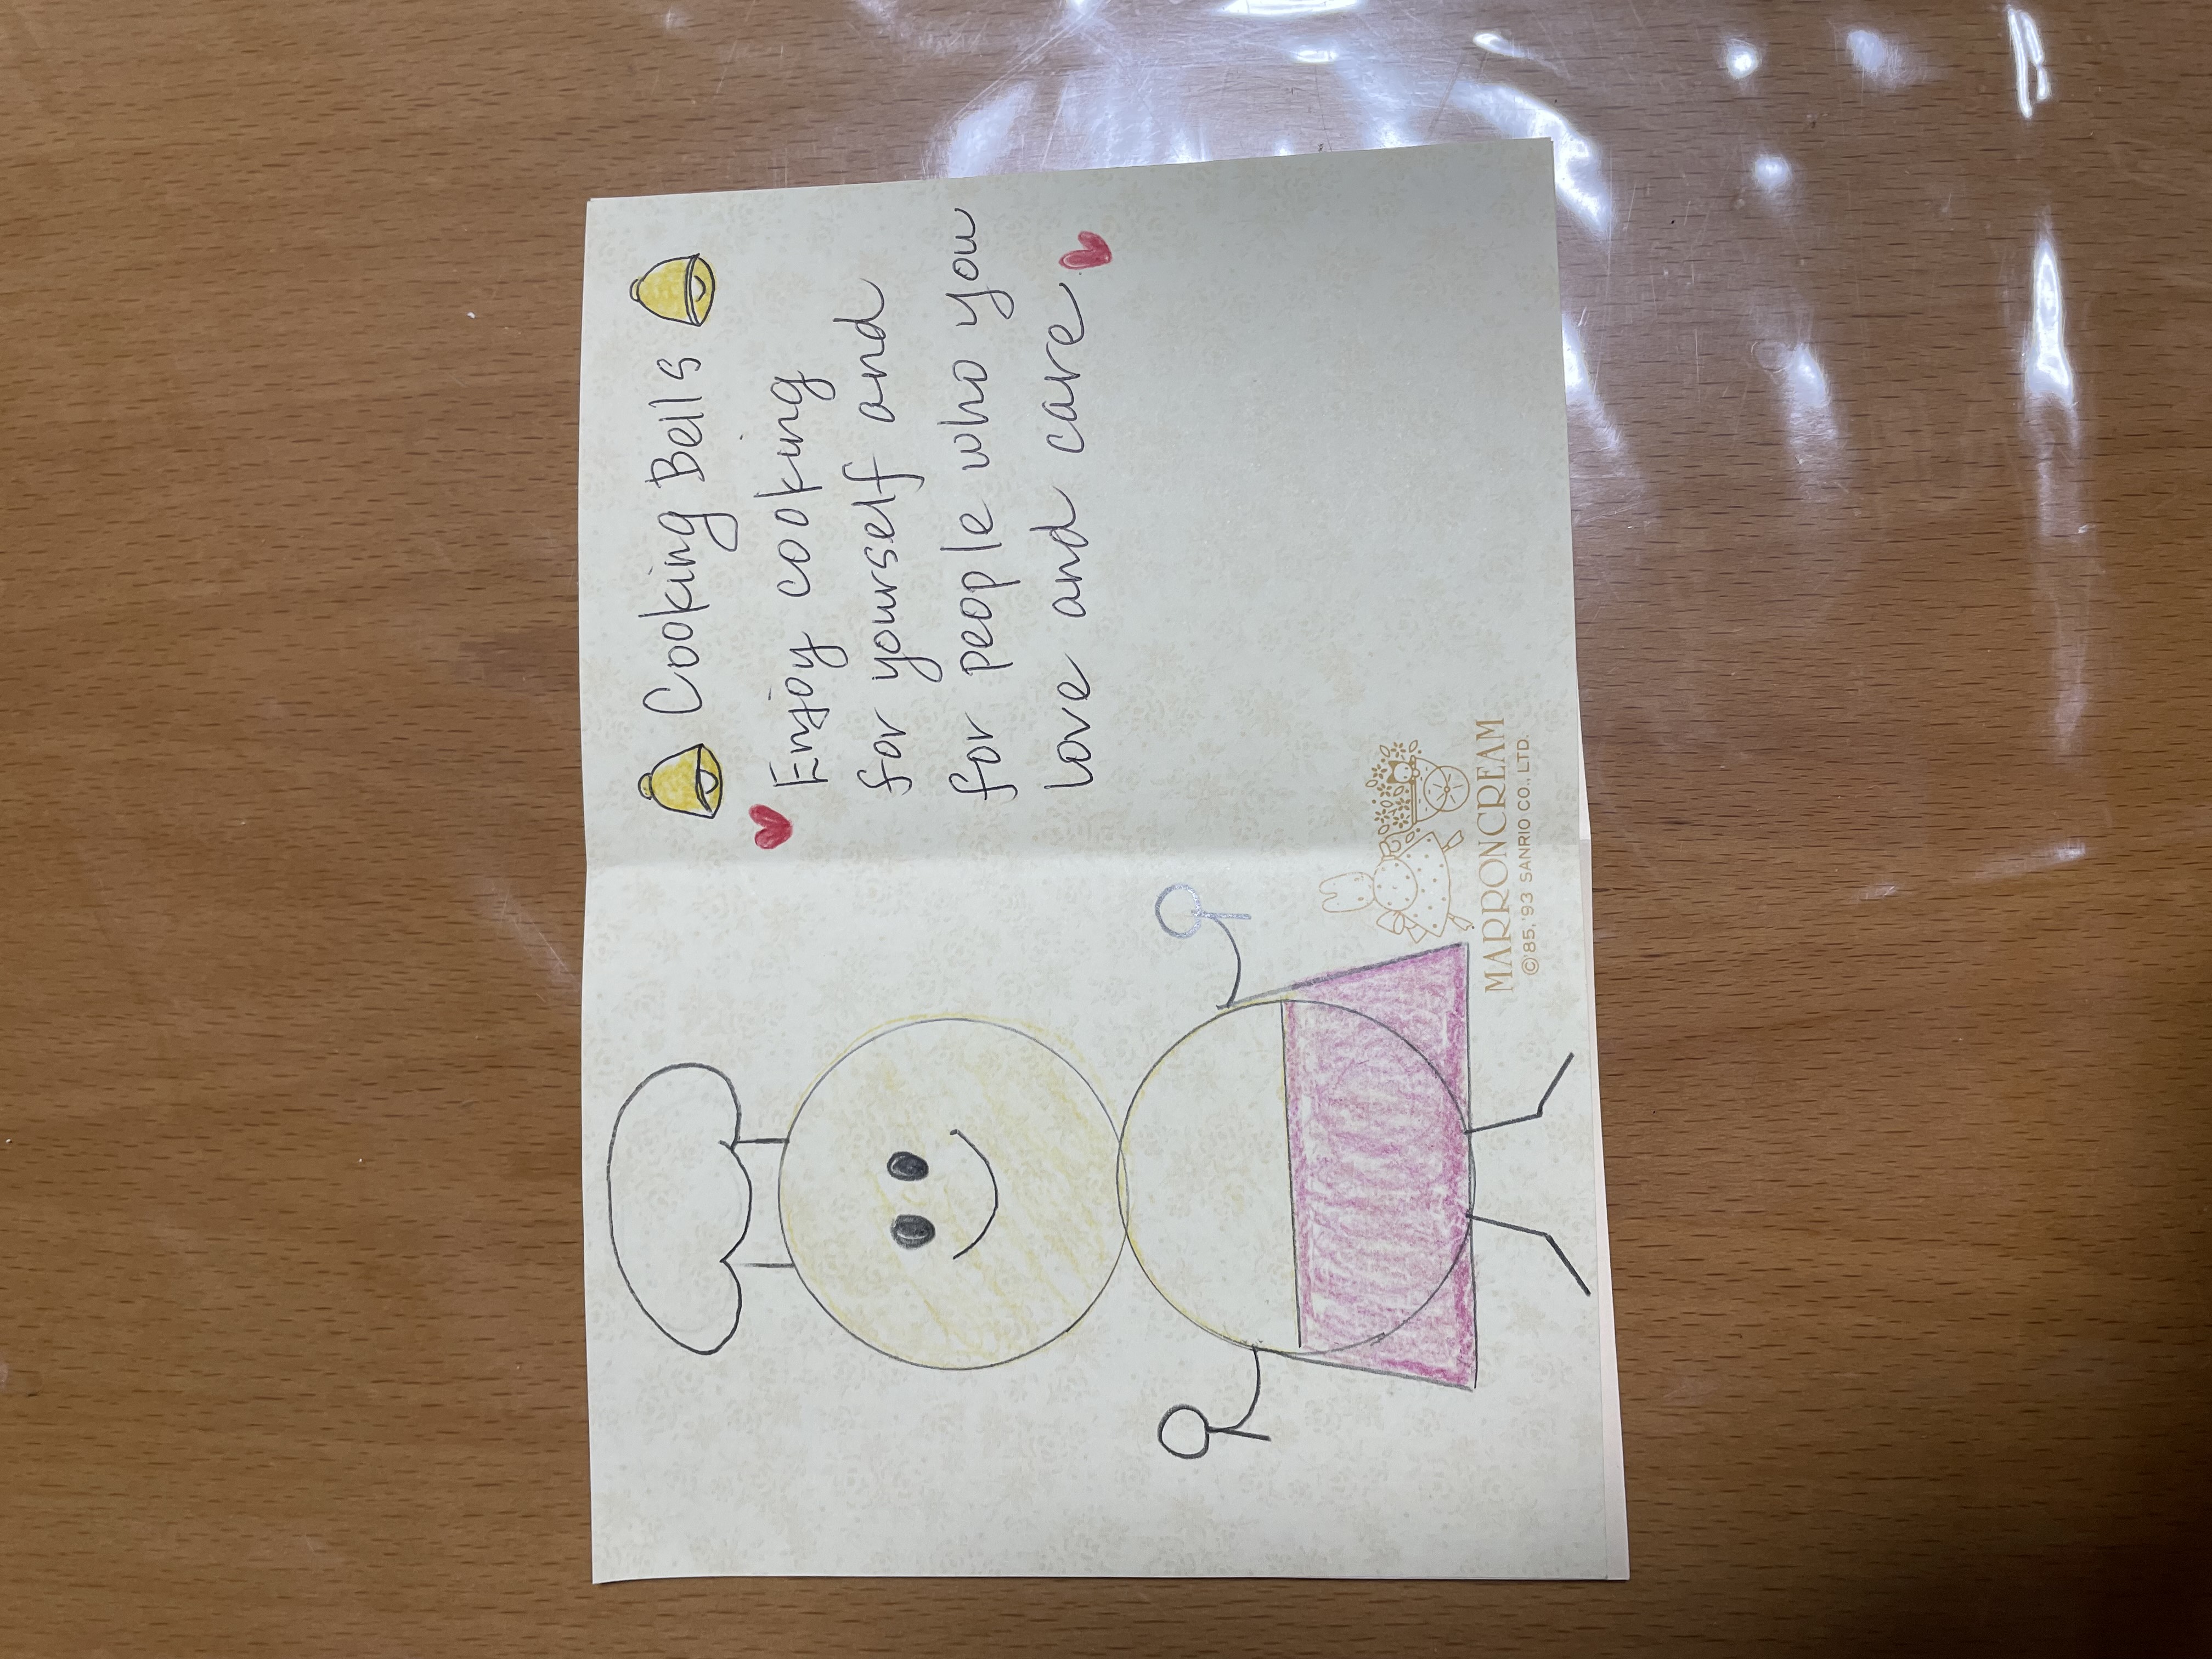 Cooking Bells
Enjoy cooking
for yourself and
for people who you
love and care
MARRONCREAM
©'85,'93 SANRIO CO., LTD.